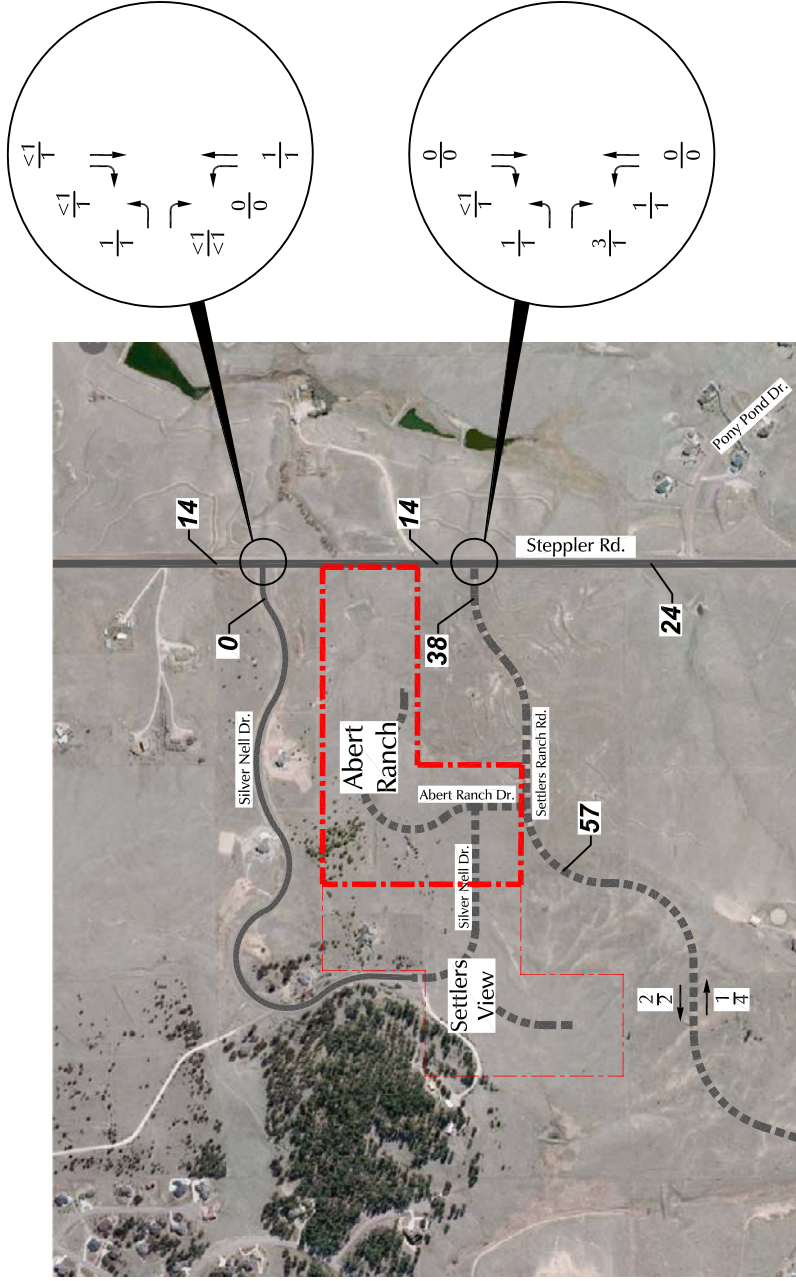 <1/1
<1/1
1/1
<1/<1
0/0
1/1
0/0
<1/1
1/1
3/1
1/1
0/0
14
14
Steppler Rd.
24
Pony Pond Dr.
0
38
Silver Nell Dr.
Abert
Ranch
Abert Ranch Dr.
Settlers Ranch Rd.
57
Silver Nell Dr.
Settlers
View
2/2
1/4